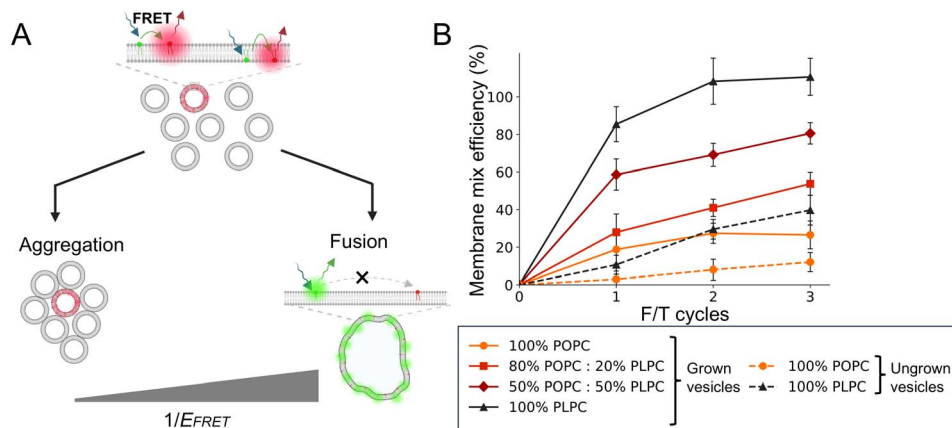 A
FRET
Aggregation
Fusion
1/EFRET
B
Membrane mix efficiency (%)
100
80
60
40
20
0
0 1 2 3
F/T cycles
100% POPC
80% POPC : 20% PLPC
50% POPC : 50% PLPC
100% PLPC
Grown
vesicles
100% POPC
100% PLPC
Ungrown
vesicles